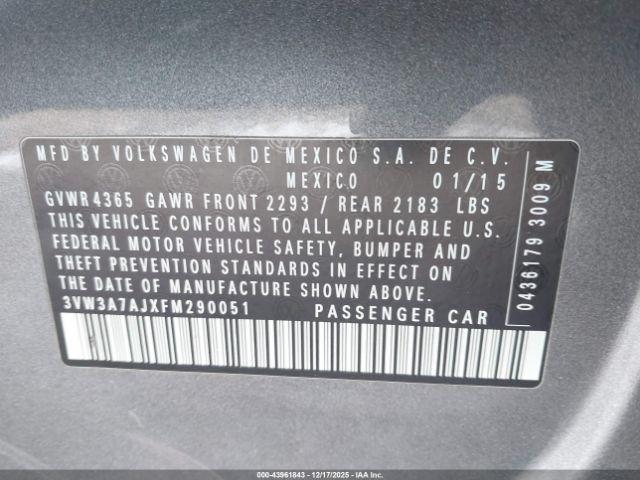 MFD BY VOLKSWAGEN DE MEXICO S.A. DE C.V.
MEXICO 01/15
GVWR 4365 GAWR FRONT 2293 / REAR 2183 LBS
THIS VEHICLE CONFORMS TO ALL APPLICABLE U.S.
FEDERAL MOTOR VEHICLE SAFETY, BUMPER AND
THEFT PREVENTION STANDARDS IN EFFECT ON
THE DATE OF MANUFACTURE SHOWN ABOVE.
3VW3A7AJXFM290051 PASSENGER CAR
0436179 3009 M
000-43961843 - 12/17/2025 - IAA Inc.